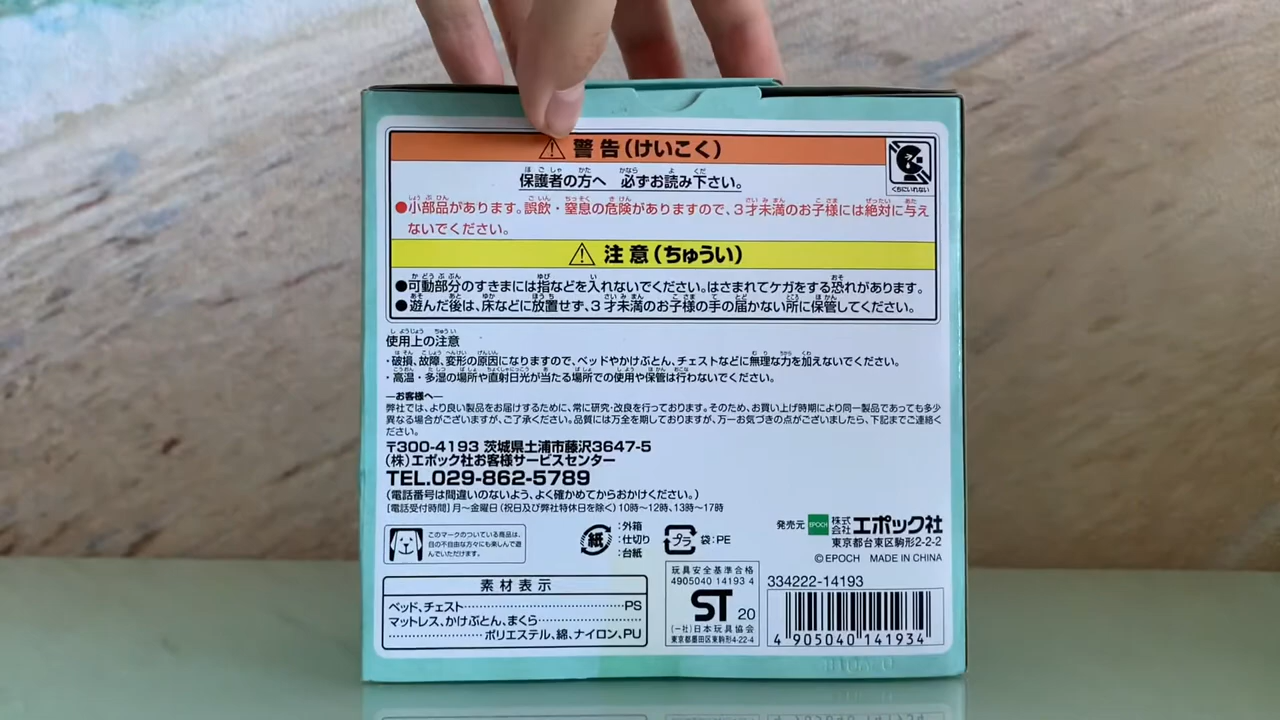 ⚠ 警告(けいこく)
くちにいれない
保護者の方へ 必ずお読み下さい。
●小部品があります。誤飲・窒息の危険がありますので、3才未満のお子様には絶対に与え
ないでください。
⚠ 注意(ちゅうい)
●可動部分のすきまには指などを入れないでください。はさまれてケガをする恐れがあります。
●遊んだ後は、床などに放置せず、3才未満のお子様の手の届かない所に保管してください。
使用上の注意
・破損、故障、変形の原因になりますので、ベッドやかけぶとん、チェストなどに無理な力を加えないでください。
・高温・多湿の場所や直射日光が当たる場所での使用や保管は行わないでください。
―お客様へ―
弊社では、より良い製品をお届けするために、常に研究・改良を行っております。そのため、お買い上げ時期により同一製品であっても多少
異なる場合がございますが、ご了承ください。品質には万全を期しておりますが、万一お気づきの点がございましたら、下記までご連絡く
ださい。
〒300-4193 茨城県土浦市藤沢3647-5
(株)エポック社お客様サービスセンター
TEL.029-862-5789
(電話番号は間違いのないよう、よく確かめてからおかけください。)
[電話受付時間]月〜金曜日(祝日及び弊社特休日を除く)10時〜12時、13時〜17時
このマークのついている商品は、
目の不自由な方々にも楽しんで遊
んでいただけます。
紙
:外箱
:仕切り
:台紙
プラ 袋:PE
発売元 EPOCH 株式会社 エポック社
東京都台東区駒形2-2-2
©EPOCH MADE IN CHINA
素材表示
ベッド、チェスト…………………………PS
マットレス、かけぶとん、まくら…………………
…………………ポリエステル、綿、ナイロン、PU
玩具安全基準合格
4905040 14193 4
ST 20
[一社]日本玩具協会
東京都墨田区東駒形4-22-4
334222-14193
4 905040 141934